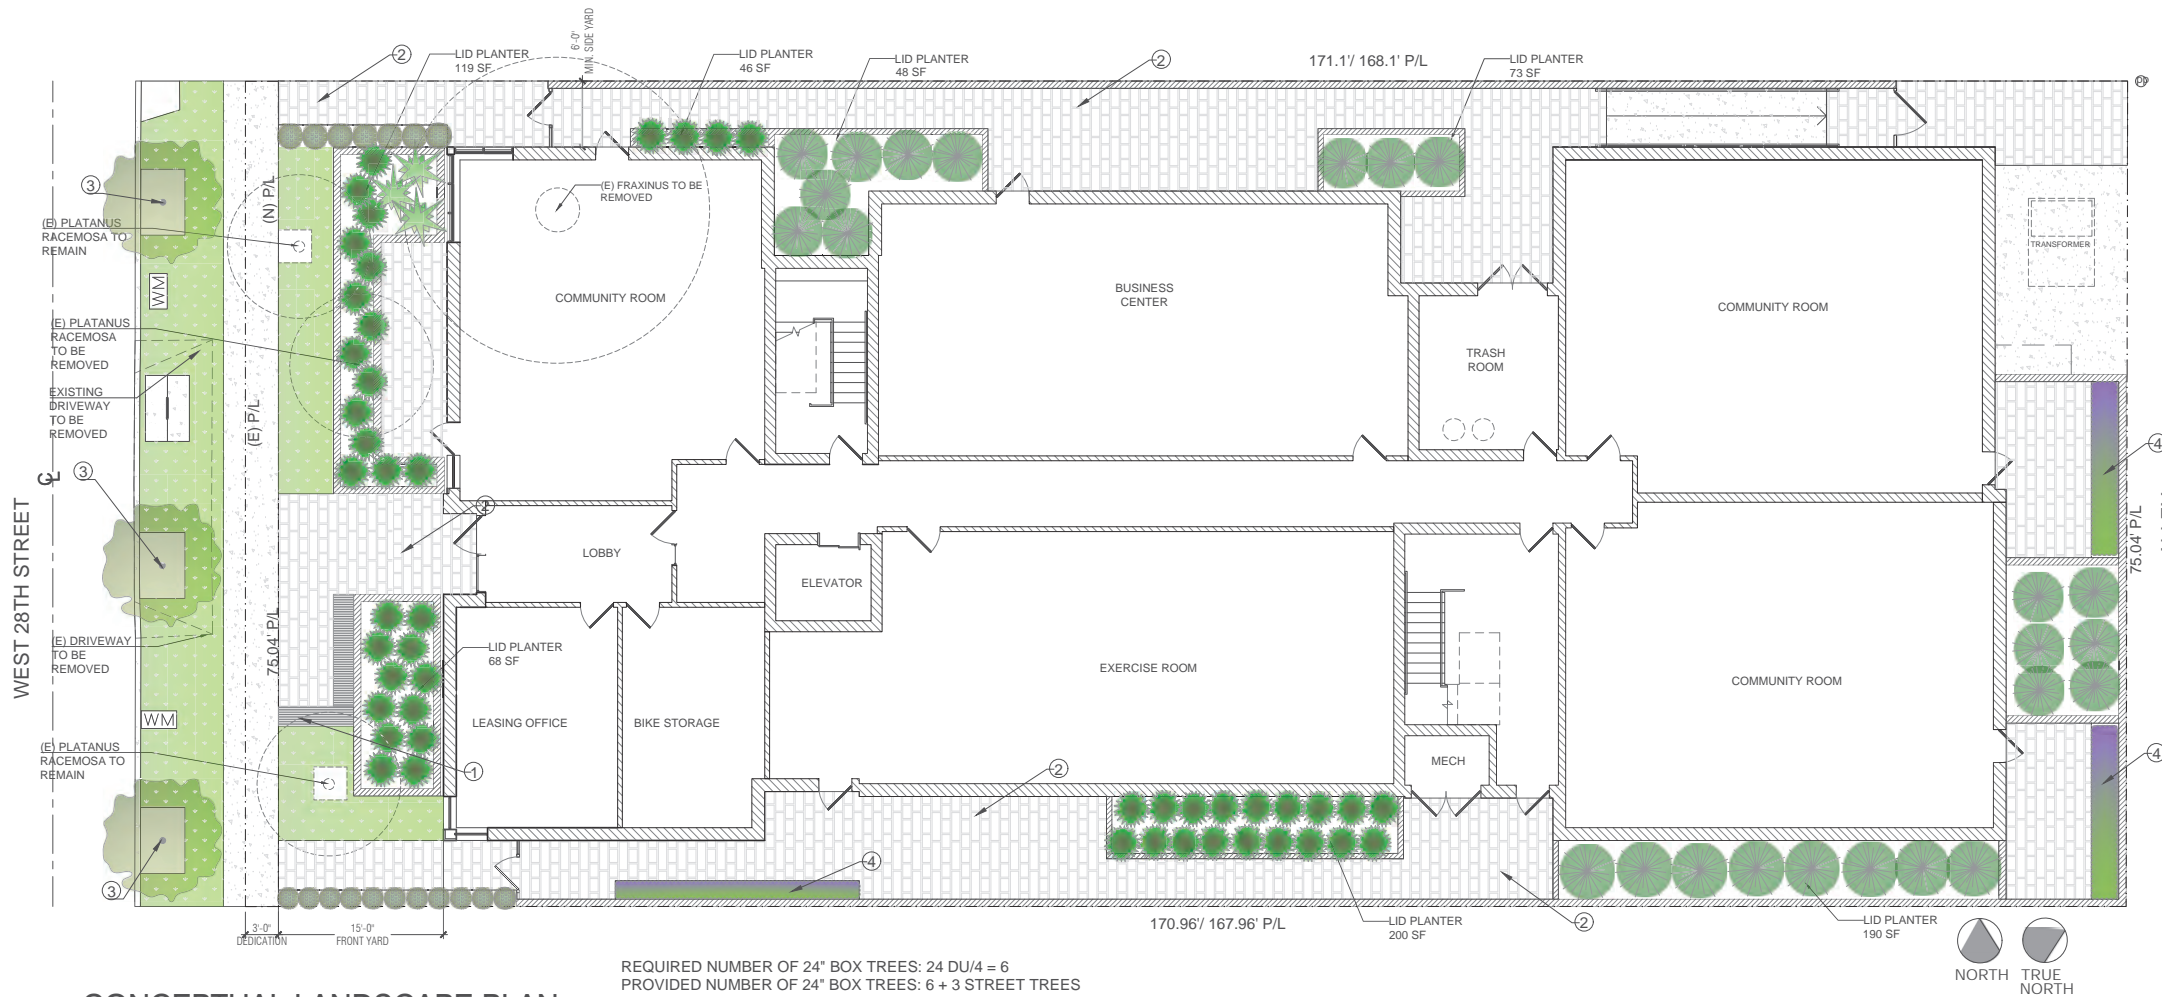 2
LID PLANTER
119 SF
6'-0"
MIN. SIDE YARD
LID PLANTER
46 SF
LID PLANTER
48 SF
2
171.1'/ 168.1' P/L
LID PLANTER
73 SF
PP
3
(N) P/L
(E) PLATANUS
RACEMOSA TO
REMAIN
(E) FRAXINUS TO BE
REMOVED
TRANSFORMER
WM
COMMUNITY ROOM
BUSINESS
CENTER
COMMUNITY ROOM
(E) PLATANUS
RACEMOSA
TO BE
REMOVED
TRASH
ROOM
EXISTING
DRIVEWAY
TO BE
REMOVED
(E) P/L
4
3
CL
2
WEST 28TH STREET
75.04' P/L
LOBBY
ELEVATOR
75.04' P/L
(E) DRIVEWAY
TO BE
REMOVED
LID PLANTER
68 SF
EXERCISE ROOM
COMMUNITY ROOM
WM
LEASING OFFICE
BIKE STORAGE
(E) PLATANUS
RACEMOSA TO
REMAIN
1
2
MECH
4
4
3
3'-0"
DEDICATION
15'-0"
FRONT YARD
170.96'/ 167.96' P/L
LID PLANTER
200 SF
2
LID PLANTER
190 SF
NORTH
TRUE
NORTH
REQUIRED NUMBER OF 24" BOX TREES: 24 DU/4 = 6
PROVIDED NUMBER OF 24" BOX TREES: 6 + 3 STREET TREES
CONCEPTUAL LANDSCAPE PLAN